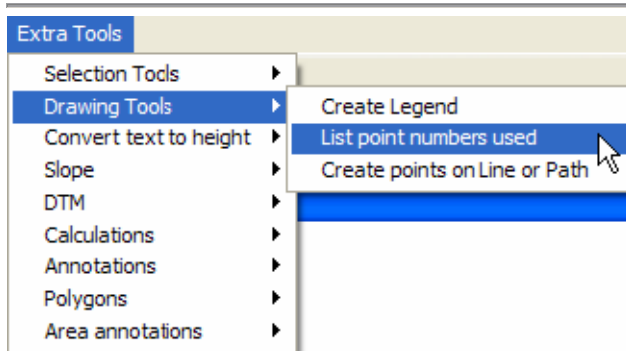 Extra Tools
Selection Tools
Drawing Tools
Convert text to height
Slope
DTM
Calculations
Annotations
Polygons
Area annotations
Create Legend
List point numbers used
Create points on Line or Path